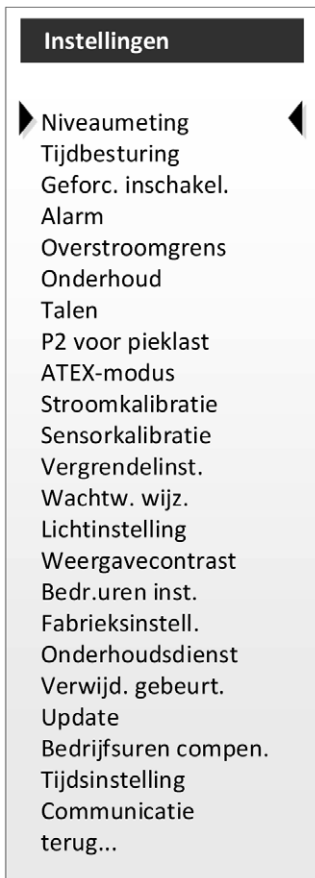 Instellingen
Niveaumeting
Tijdbesturing
Geforc. inschakel.
Alarm
Overstroomgrens
Onderhoud
Talen
P2 voor pieklast
ATEX-modus
Stroomkalibratie
Sensorkalibratie
Vergrendelinst.
Wachtw. wijz.
Lichtinstelling
Weergavecontrast
Bedr.uren inst.
Fabrieksinstell.
Onderhoudsdienst
Verwijd. gebeurt.
Update
Bedrijfsuren compen.
Tijdsinstelling
Communicatie
terug...